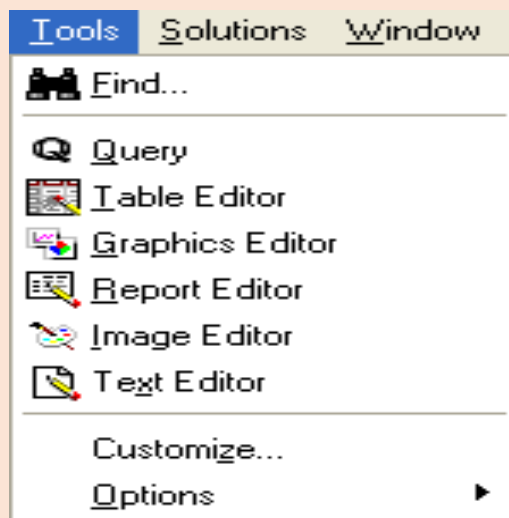 Tools Solutions Window
Find...
Query
Table Editor
Graphics Editor
Report Editor
Image Editor
Text Editor
Customize...
Options